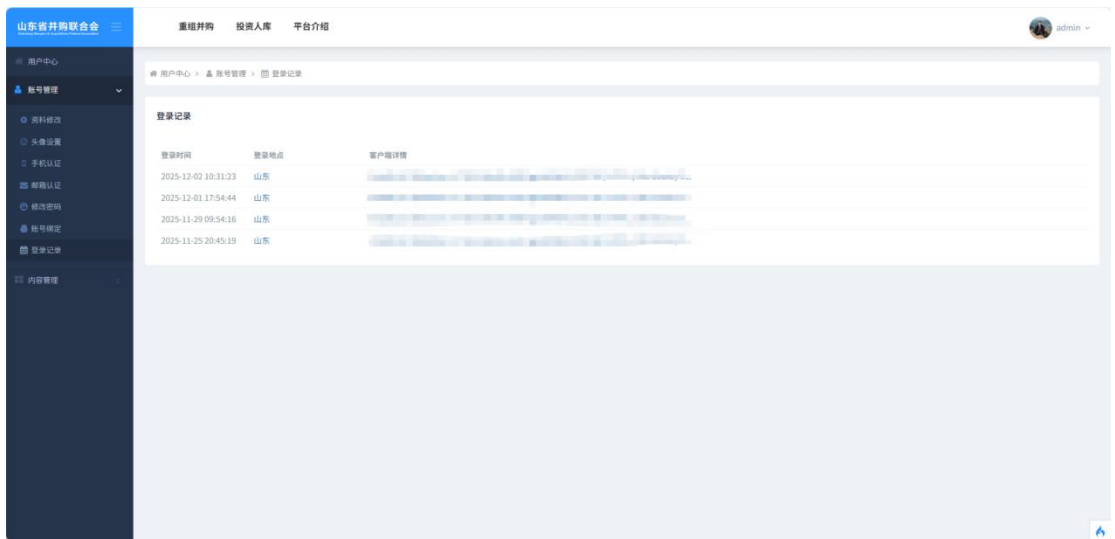 山东省并购联合会
重组并购 投资人库 平台介绍
admin
用户中心
账号管理
资料修改
头像设置
手机认证
邮箱认证
修改密码
账号绑定
登录记录
内容管理
用户中心 > 账号管理 > 登录记录
登录记录
登录时间 登录地点 客户端详情
2025-12-02 10:31:23 山东
2025-12-01 17:54:44 山东
2025-11-29 09:54:16 山东
2025-11-25 20:45:19 山东